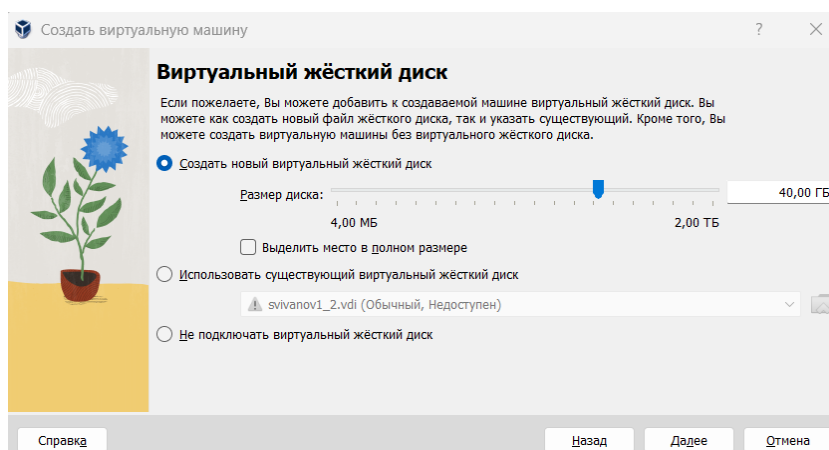 Создать виртуальную машину
Виртуальный жёсткий диск
Если пожелаете, Вы можете добавить к создаваемой машине виртуальный жёсткий диск. Вы
можете как создать новый файл жёсткого диска, так и указать существующий. Кроме того, Вы
можете создать виртуальную машины без виртуального жёсткого диска.
Создать новый виртуальный жёсткий диск
Размер диска:
40,00 ГБ
4,00 МБ
2,00 ТБ
Выделить место в полном размере
Использовать существующий виртуальный жёсткий диск
svivanov1_2.vdi (Обычный, Недоступен)
Не подключать виртуальный жёсткий диск
Справка
Назад
Далее
Отмена